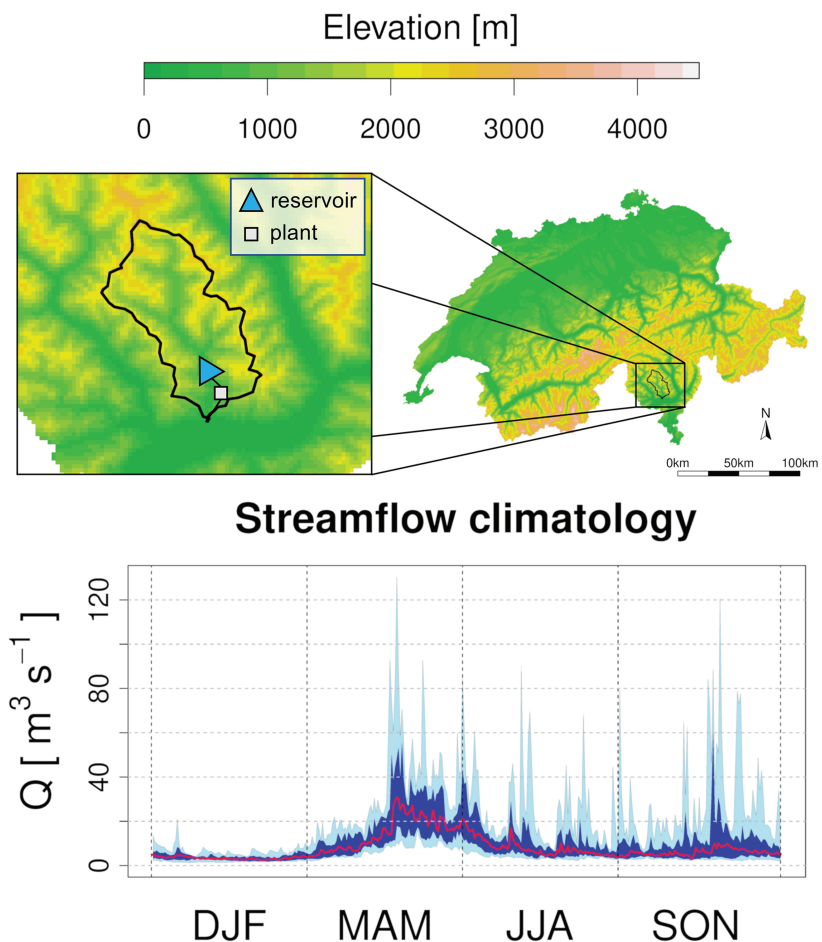 Elevation [m]
0 1000 2000 3000 4000
reservoir
plant
N
0km 50km 100km
Streamflow climatology
Q [ m³ s⁻¹ ]
120
80
40
0
DJF MAM JJA SON